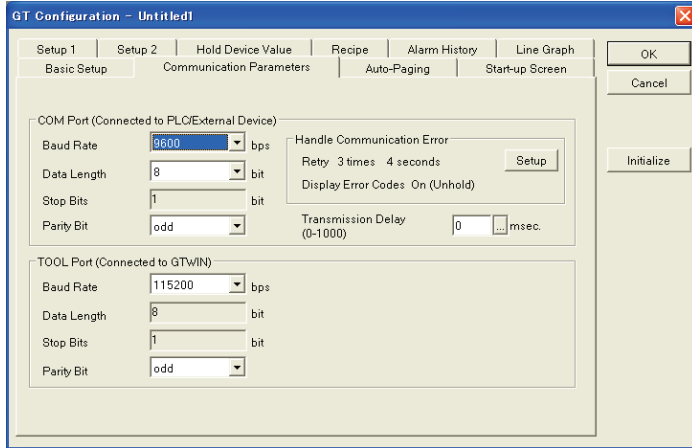 GT Configuration - Untitled1
Setup 1 Setup 2 Hold Device Value Recipe Alarm History Line Graph
Basic Setup Communication Parameters Auto-Paging Start-up Screen
OK
Cancel
Initialize
COM Port (Connected to PLC/External Device)
Baud Rate 9600 bps
Data Length 8 bit
Stop Bits 1 bit
Parity Bit odd
Handle Communication Error
Retry 3 times 4 seconds Setup
Display Error Codes On (Unhold)
Transmission Delay
(0-1000) 0 ... msec.
TOOL Port (Connected to GTWIN)
Baud Rate 115200 bps
Data Length 8 bit
Stop Bits 1 bit
Parity Bit odd